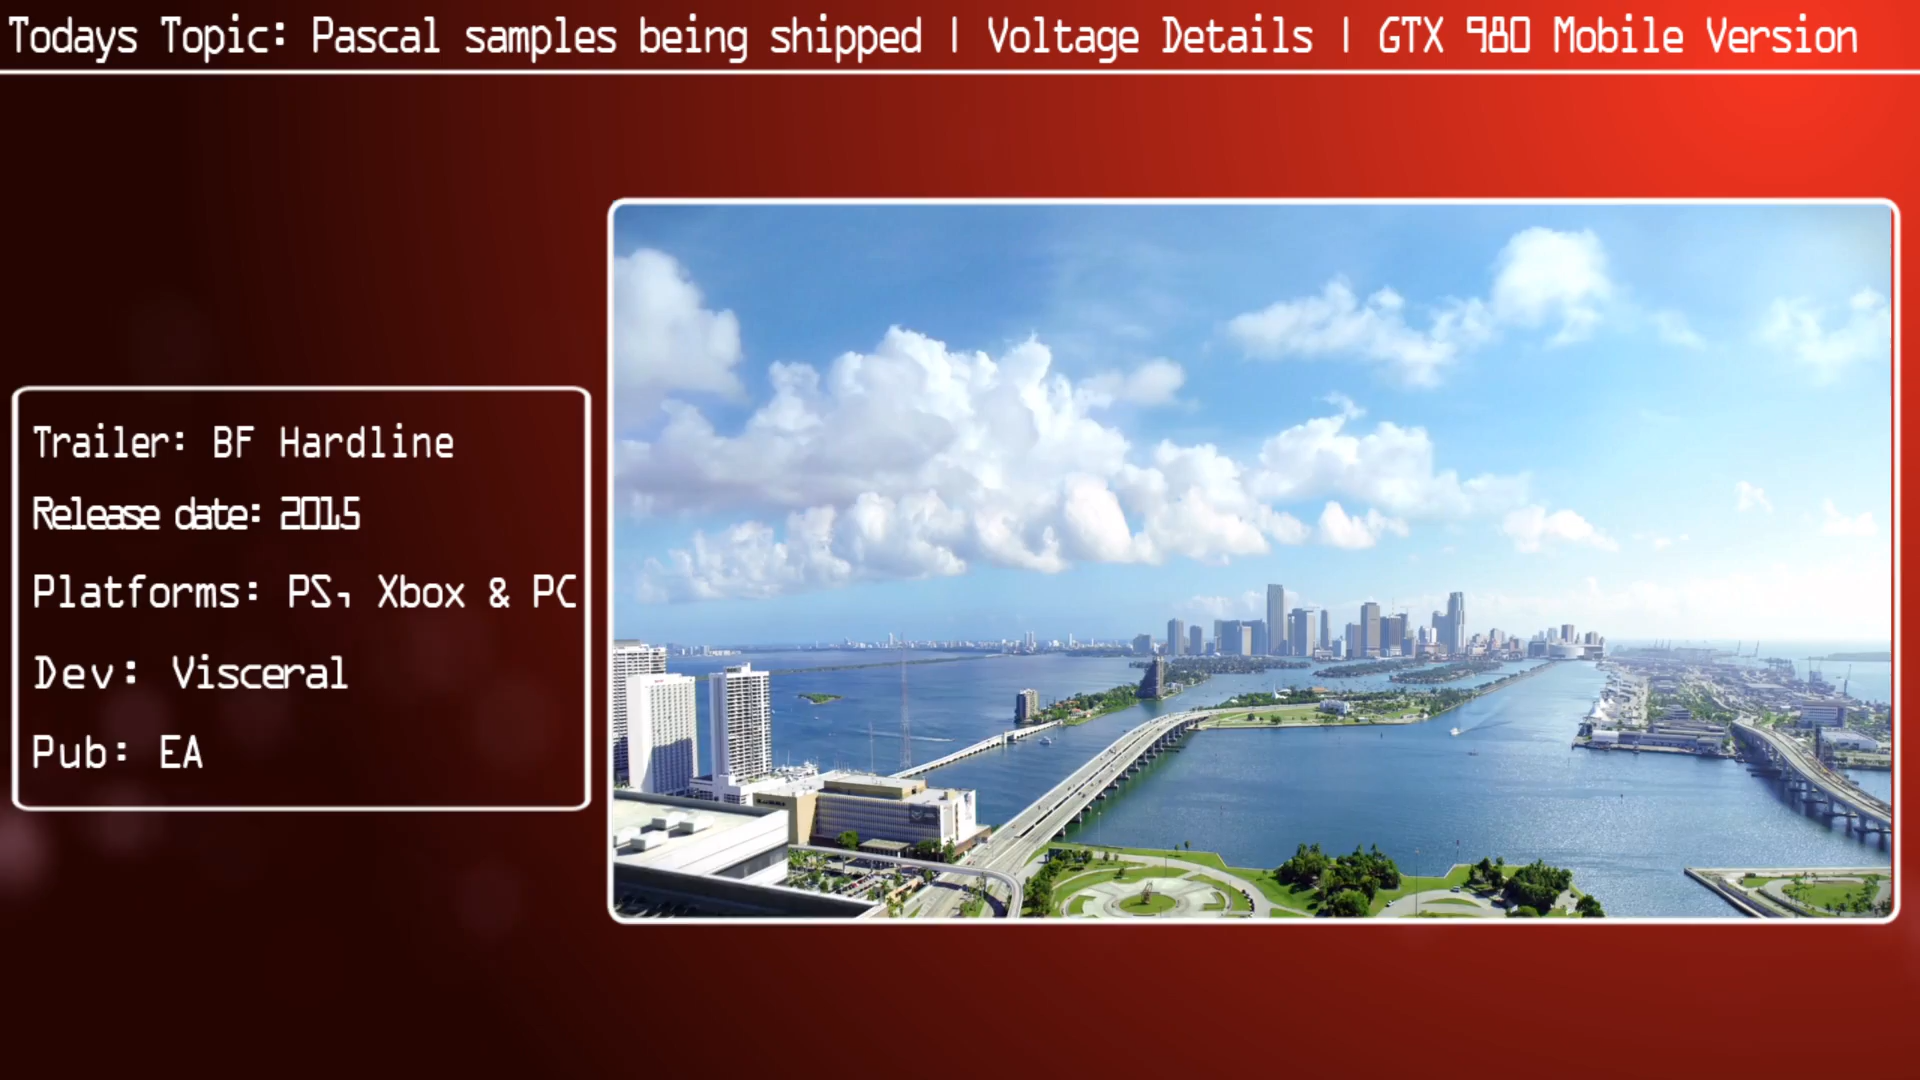 Todays Topic: Pascal samples being shipped | Voltage Details | GTX 980 Mobile Version
Trailer: BF Hardline
Release date: 2015
Platforms: PS, Xbox & PC
Dev: Visceral
Pub: EA